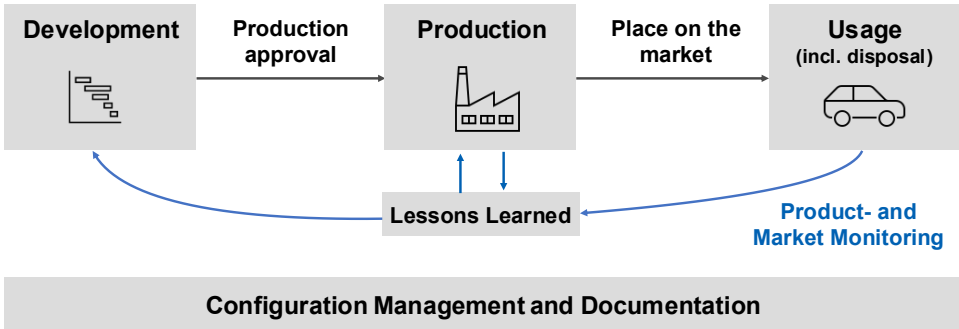 Development
Production
approval
Production
Place on the
market
Usage
(incl. disposal)
Lessons Learned
Product- and
Market Monitoring
Configuration Management and Documentation